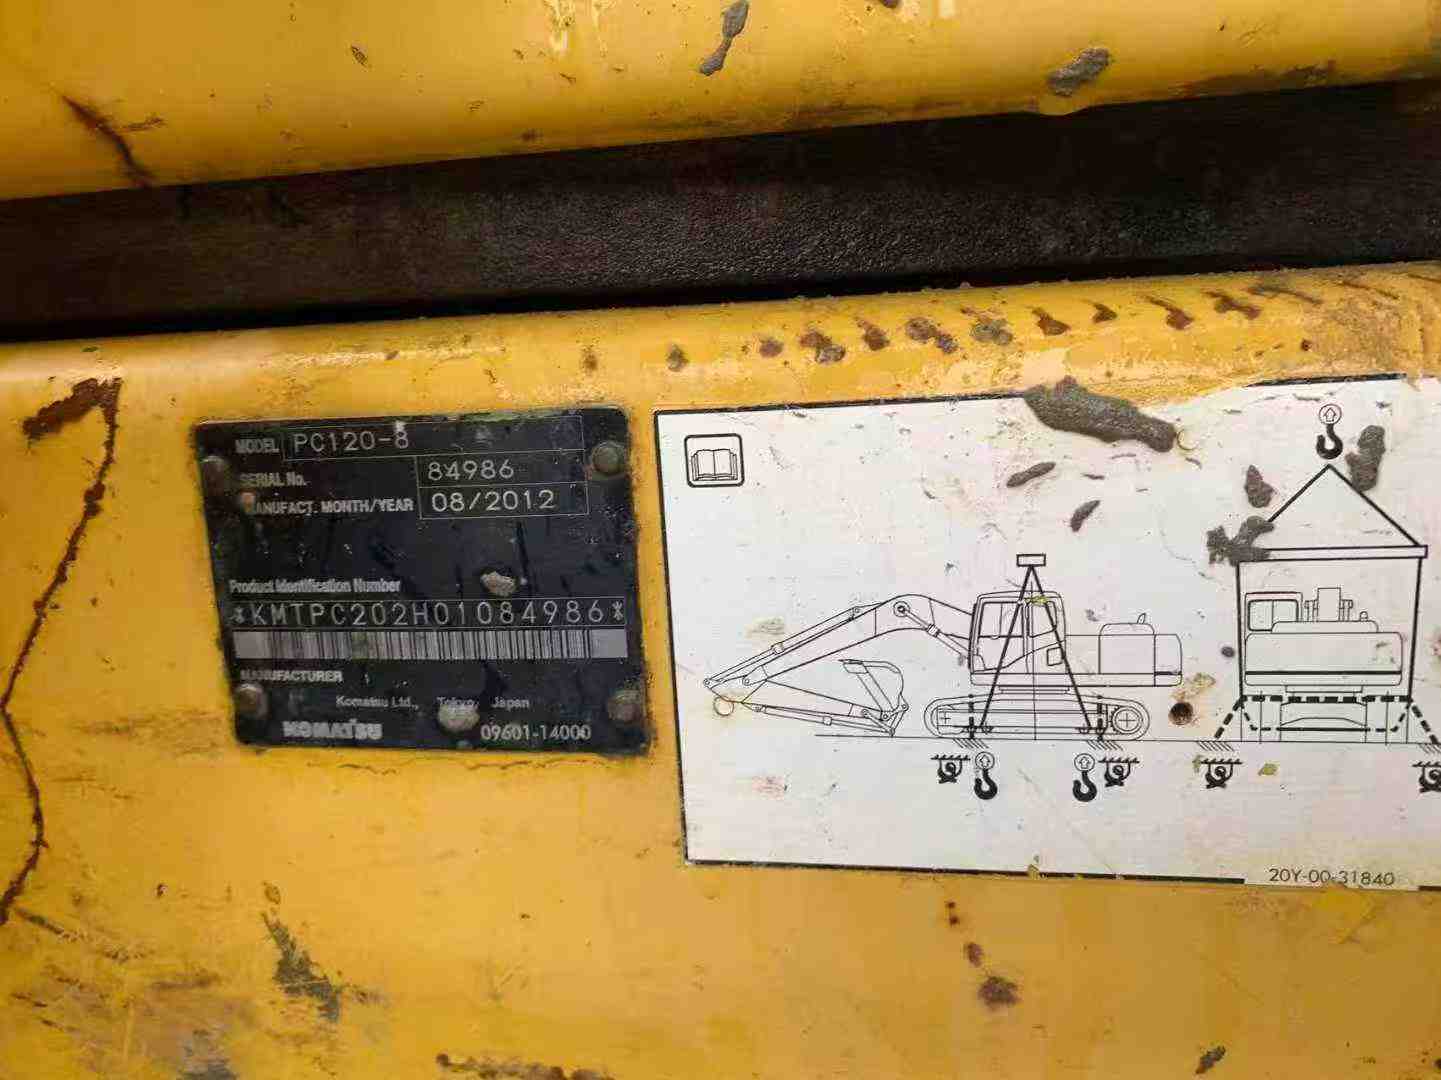 MODEL PC120-8
SERIAL No. 84986
MANUFACT. MONTH/YEAR 08/2012
Product Identification Number
*KMTPC202H01084986*
MANUFACTURER
Komatsu Ltd., Tokyo, Japan
KOMATSU 09601-14000
20Y-00-31840